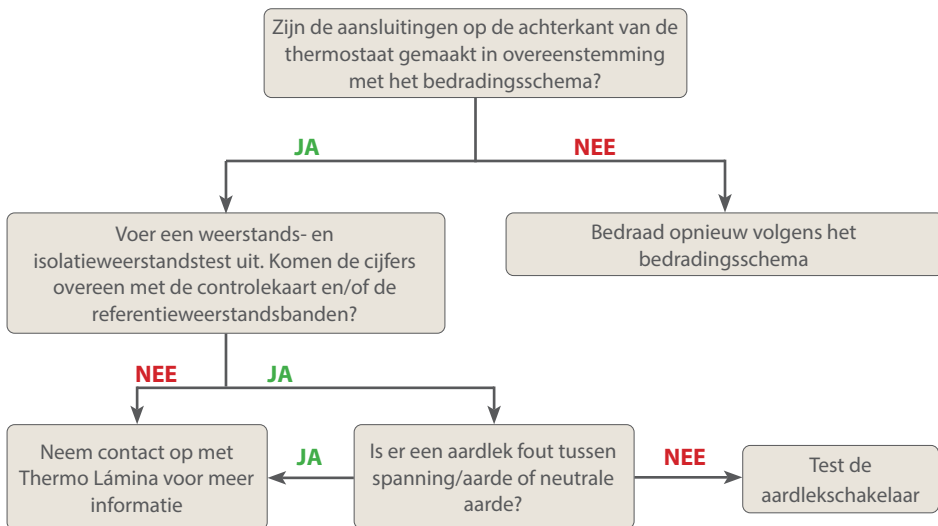 Zijn de aansluitingen op de achterkant van de
thermostaat gemaakt in overeenstemming
met het bedradingsschema?
JA
NEE
Voer een weerstands- en
isolatieweerstandstest uit. Komen de cijfers
overeen met de controlekaart en/of de
referentieweerstandsbanden?
Bedraad opnieuw volgens het
bedradingsschema
NEE
JA
Neem contact op met
Thermo Lámina voor meer
informatie
JA
Is er een aardlek fout tussen
spanning/aarde of neutrale
aarde?
NEE
Test de
aardlekschakelaar